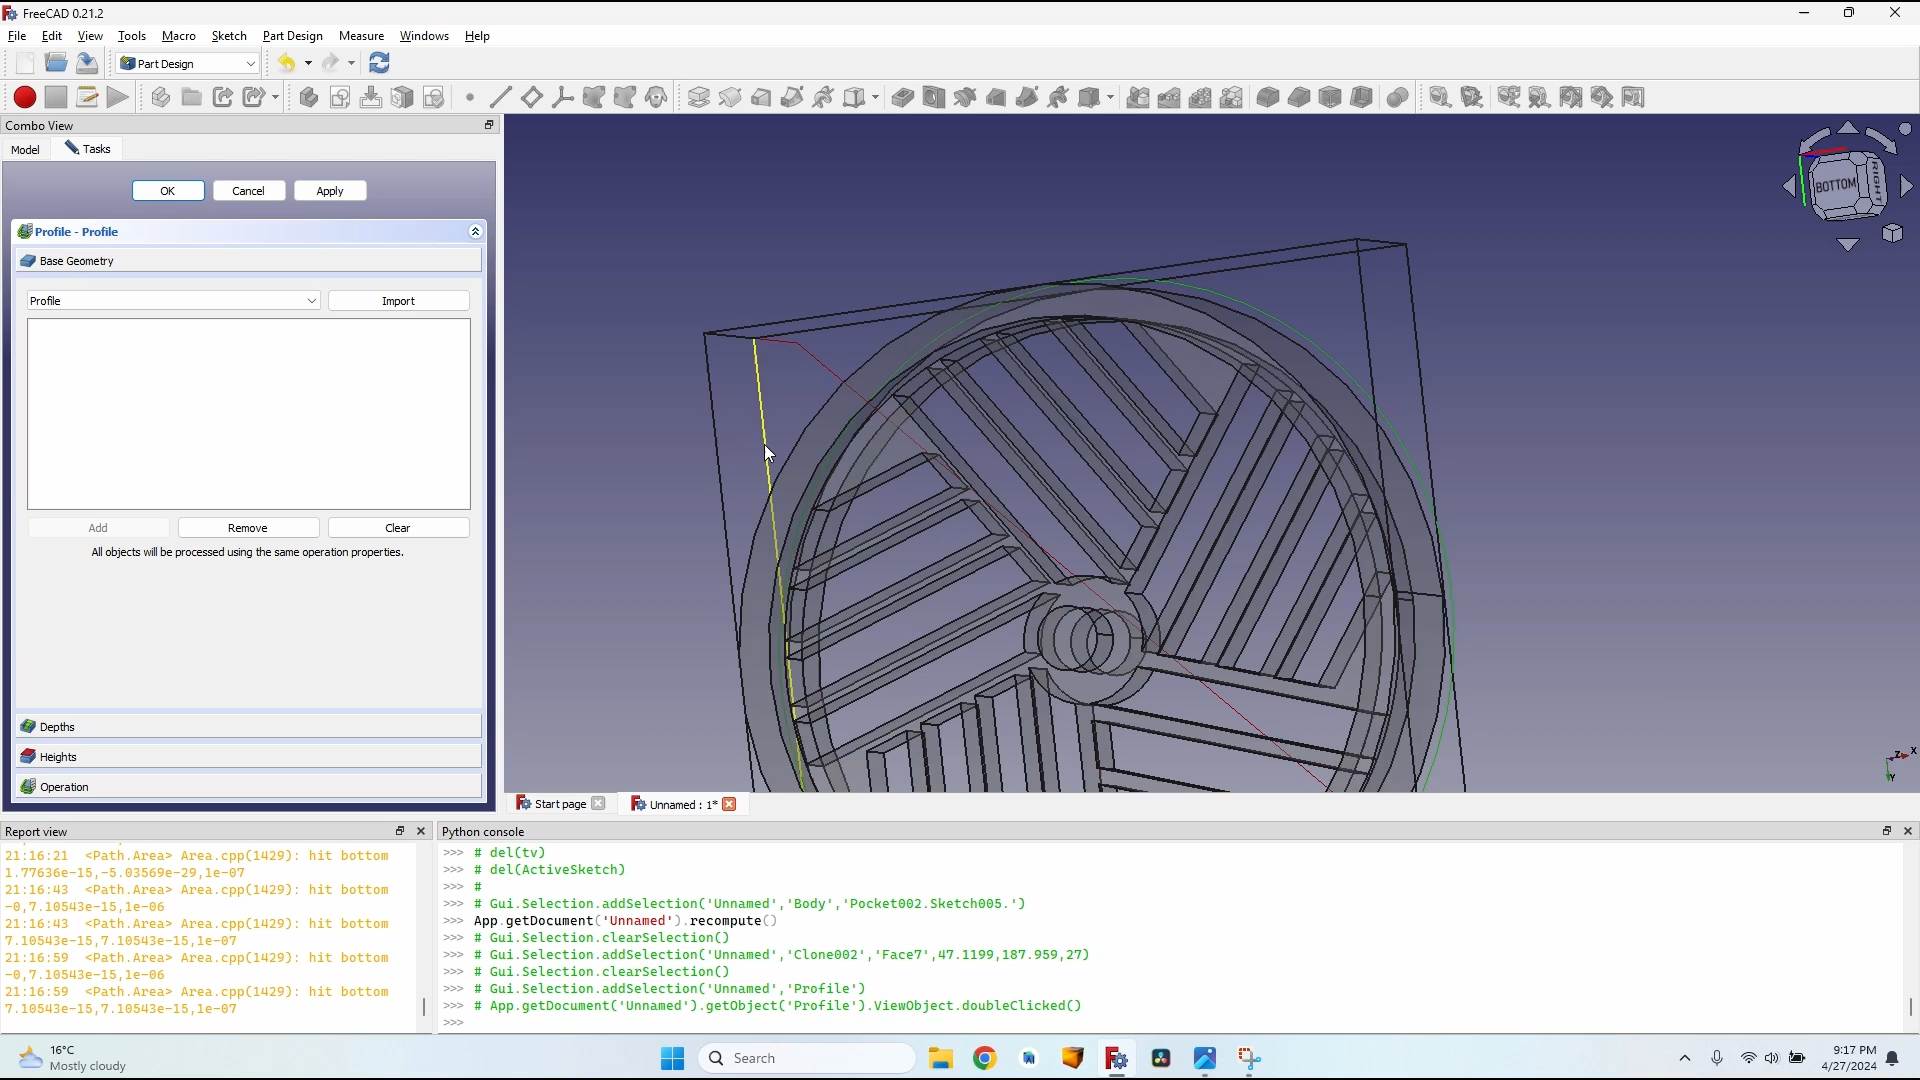 FreeCAD 0.21.2
File Edit View Tools Macro Sketch Part Design Measure Windows Help
Part Design
Combo View
Model Tasks
OK Cancel Apply
Profile - Profile
Base Geometry
Profile Import
Add Remove Clear
All objects will be processed using the same operation properties.
Depths
Heights
Operation
BOTTOM RIGHT
Z X
Y
Start page Unnamed : 1*
Report view
21:16:21 <Path.Area> Area.cpp(1429): hit bottom
1.77636e-15,-5.03569e-29,1e-07
21:16:43 <Path.Area> Area.cpp(1429): hit bottom
-0,7.10543e-15,1e-06
21:16:43 <Path.Area> Area.cpp(1429): hit bottom
7.10543e-15,7.10543e-15,1e-07
21:16:59 <Path.Area> Area.cpp(1429): hit bottom
-0,7.10543e-15,1e-06
21:16:59 <Path.Area> Area.cpp(1429): hit bottom
7.10543e-15,7.10543e-15,1e-07
Python console
>>> # del(tv)
>>> # del(ActiveSketch)
>>> #
>>> # Gui.Selection.addSelection('Unnamed','Body','Pocket002.Sketch005.')
>>> App.getDocument('Unnamed').recompute()
>>> # Gui.Selection.clearSelection()
>>> # Gui.Selection.addSelection('Unnamed','Clone002','Face7',47.1199,187.959,27)
>>> # Gui.Selection.clearSelection()
>>> # Gui.Selection.addSelection('Unnamed','Profile')
>>> # App.getDocument('Unnamed').getObject('Profile').ViewObject.doubleClicked()
>>>
16°C
Mostly cloudy
Search
9:17 PM
4/27/2024